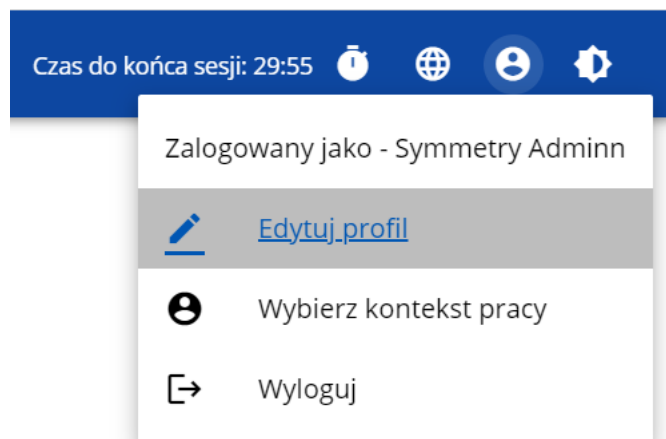 Czas do końca sesji: 29:55
Zalogowany jako - Symmetry Adminn
Edytuj profil
Wybierz kontekst pracy
Wyloguj